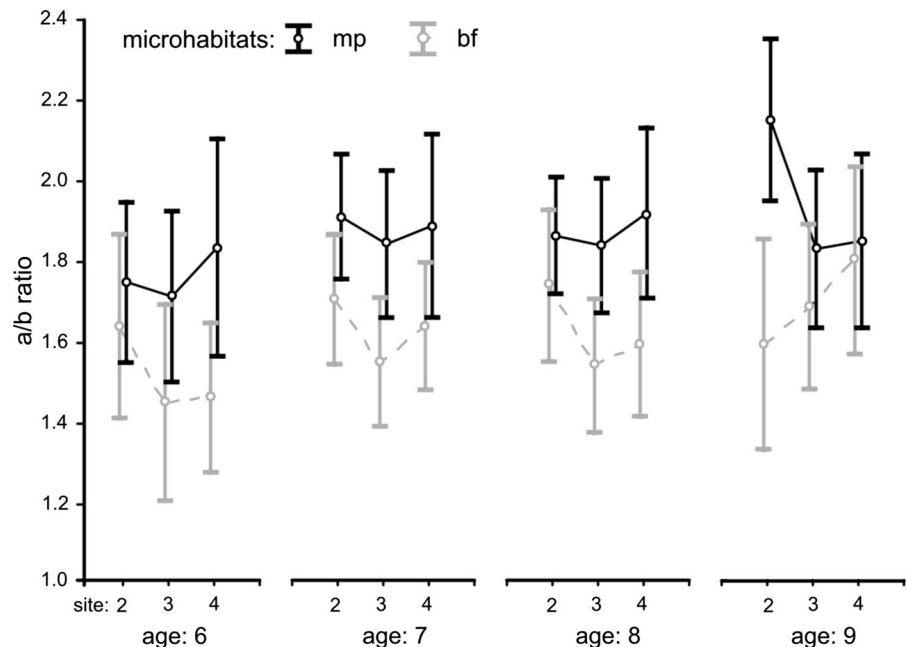 2.4
microhabitats: mp bf
2.2
2.0
1.8
a/b ratio
1.6
1.4
1.2
1.0
site: 2 3 4 2 3 4 2 3 4 2 3 4
age: 6 age: 7 age: 8 age: 9